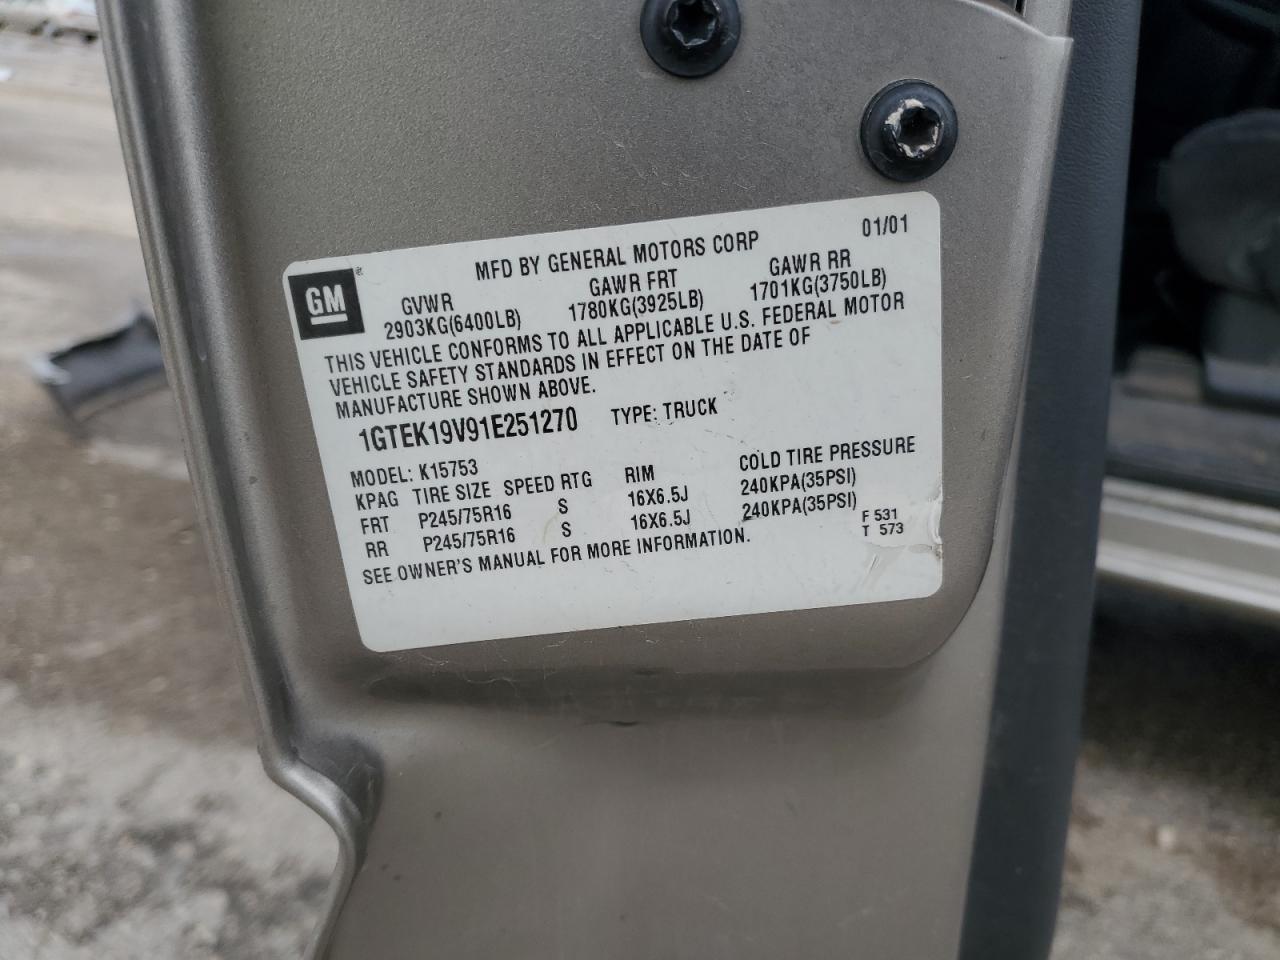 MFD BY GENERAL MOTORS CORP 01/01
GM®
GVWR GAWR FRT GAWR RR
2903KG(6400LB) 1780KG(3925LB) 1701KG(3750LB)
THIS VEHICLE CONFORMS TO ALL APPLICABLE U.S. FEDERAL MOTOR
VEHICLE SAFETY STANDARDS IN EFFECT ON THE DATE OF
MANUFACTURE SHOWN ABOVE.
1GTEK19V91E251270 TYPE: TRUCK
MODEL: K15753
KPAG TIRE SIZE SPEED RTG RIM COLD TIRE PRESSURE
FRT P245/75R16 S 16X6.5J 240KPA(35PSI)
RR P245/75R16 S 16X6.5J 240KPA(35PSI)
SEE OWNER'S MANUAL FOR MORE INFORMATION.
F 531
T 573